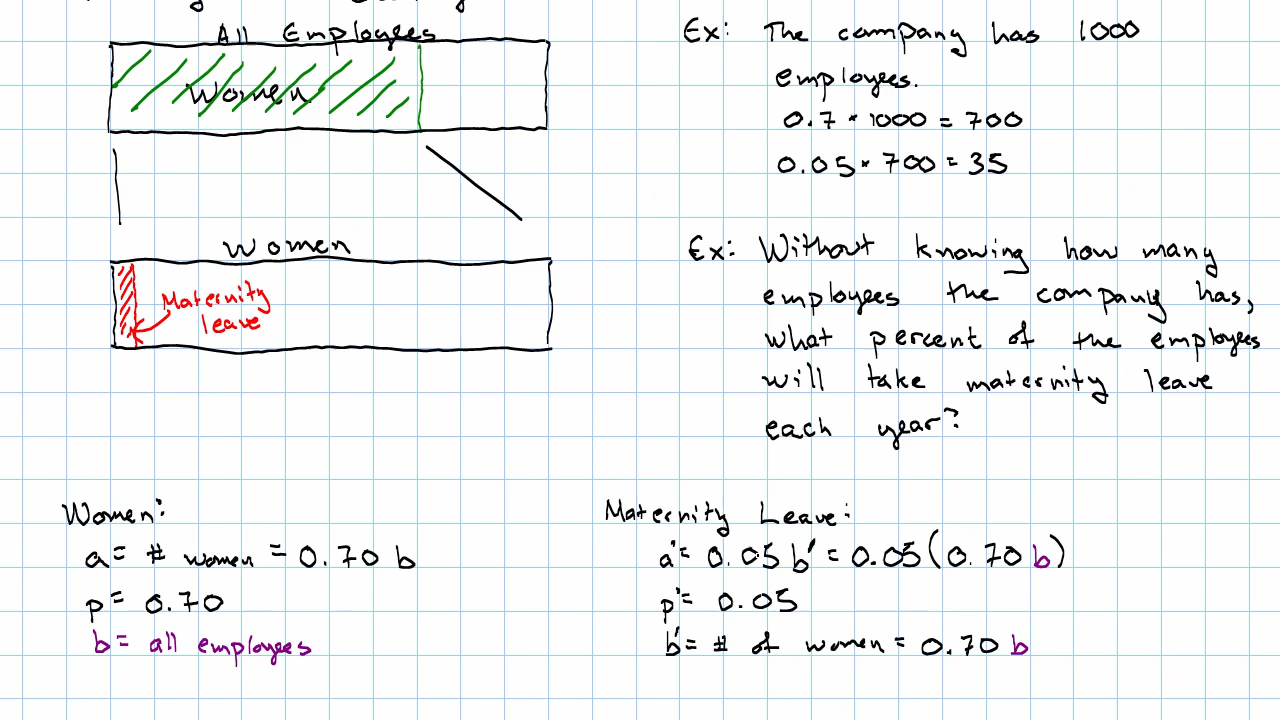 All Employees
Women
Women
Maternity
leave
Ex: The company has 1000
employees.
0.7 * 1000 = 700
0.05 * 700 = 35
Ex: Without knowing how many
employees the company has,
what percent of the employees
will take maternity leave
each year?
Women:
a = # women = 0.70 b
p = 0.70
b = all employees
Maternity Leave:
a' = 0.05 b' = 0.05(0.70 b)
p' = 0.05
b' = # of women = 0.70 b